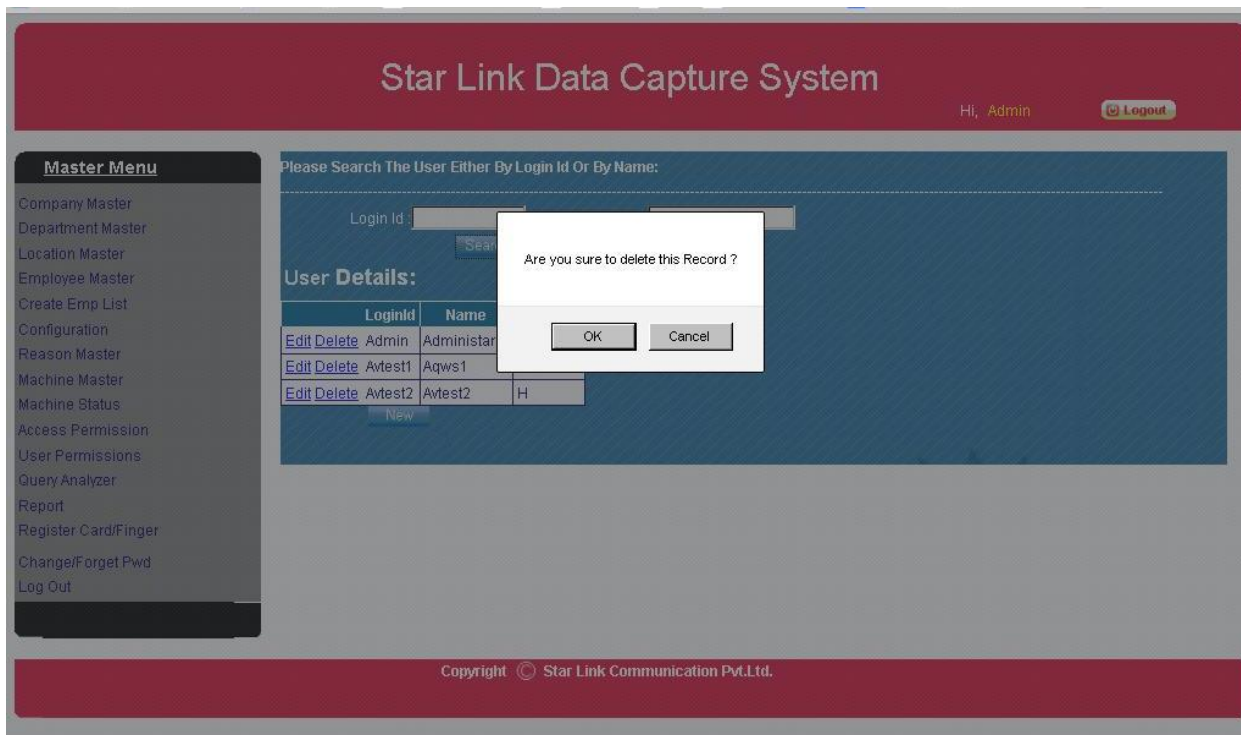 Star Link Data Capture System
Hi, Admin
Logout
Master Menu
Company Master
Department Master
Location Master
Employee Master
Create Emp List
Configuration
Reason Master
Machine Master
Machine Status
Access Permission
User Permissions
Query Analyzer
Report
Register Card/Finger
Change/Forget Pwd
Log Out
Please Search The User Either By Login Id Or By Name:
Login Id :
Are you sure to delete this Record ?
OK Cancel
User Details:
LoginId Name
Edit Delete Admin Administar
Edit Delete Avtest1 Aqws1
Edit Delete Avtest2 Avtest2 H
New
Copyright © Star Link Communication Pvt.Ltd.